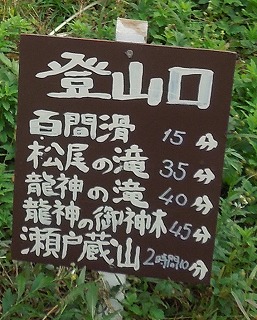 登山口
百間滑 15分
松尾の滝 35分
龍神の滝 40分
龍神の御神木 45分
瀬戸蔵山 2時間10分